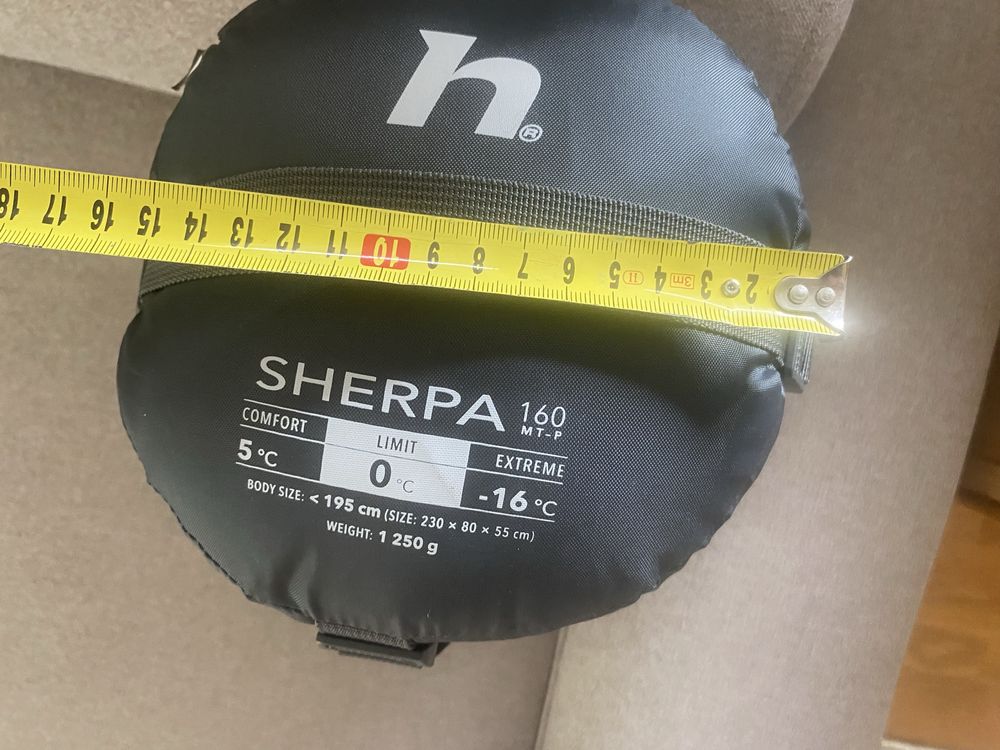 h®
18 17 16 15 14 13 12 11 10 9 8 7 6 5 II 4 3m 3 2
SHERPA 160
MT-P
COMFORT LIMIT EXTREME
5 °C 0 °C -16 °C
BODY SIZE: < 195 cm (SIZE: 230 × 80 × 55 cm)
WEIGHT: 1 250 g